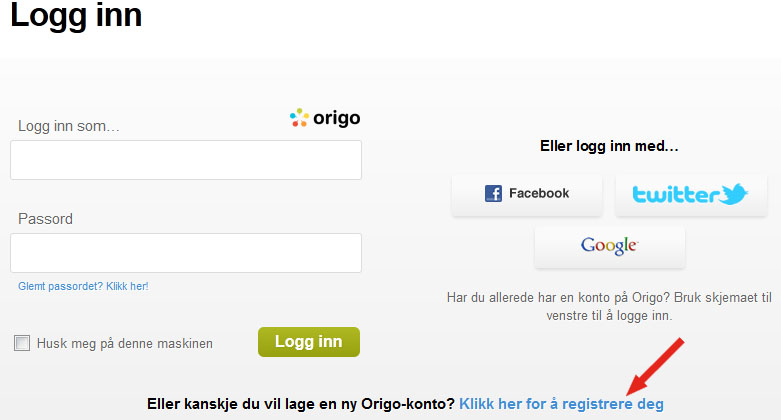 Logg inn
origo
Logg inn som...
Passord
Glemt passordet? Klikk her!
Husk meg på denne maskinen
Logg inn
Eller logg inn med...
Facebook
twitter
Google
Har du allerede har en konto på Origo? Bruk skjemaet til
venstre til å logge inn.
Eller kanskje du vil lage en ny Origo-konto? Klikk her for å registrere deg